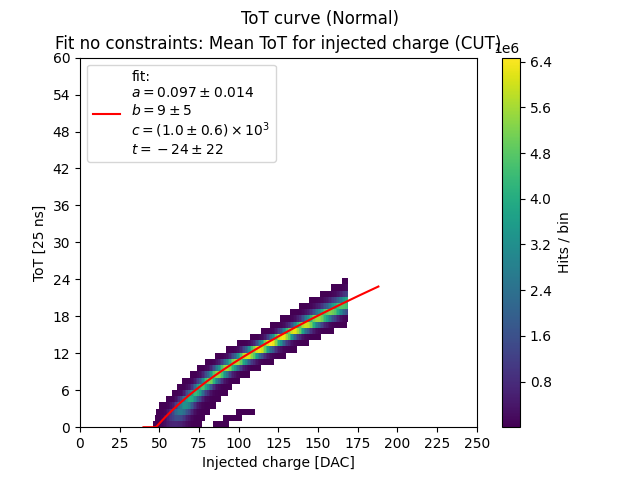 ToT curve (Normal)
Fit no constraints: Mean ToT for injected charge (CUT)
1e6
fit:
a = 0.097 ± 0.014
b = 9 ± 5
c = (1.0 ± 0.6) × 10³
t = −24 ± 22
60
54
48
42
36
30
24
18
12
6
0
ToT [25 ns]
0 25 50 75 100 125 150 175 200 225 250
Injected charge [DAC]
6.4
5.6
4.8
4.0
3.2
2.4
1.6
0.8
Hits / bin